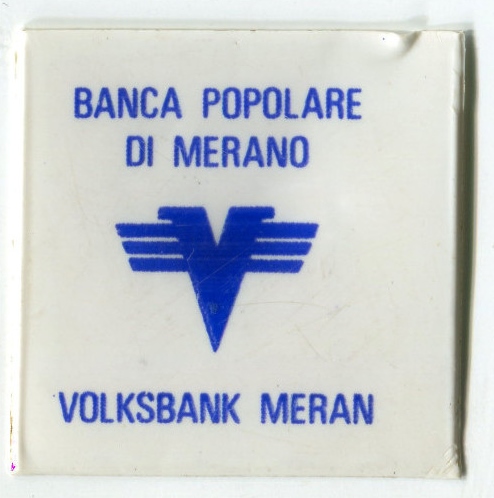 BANCA POPOLARE
DI MERANO
VOLKSBANK MERAN